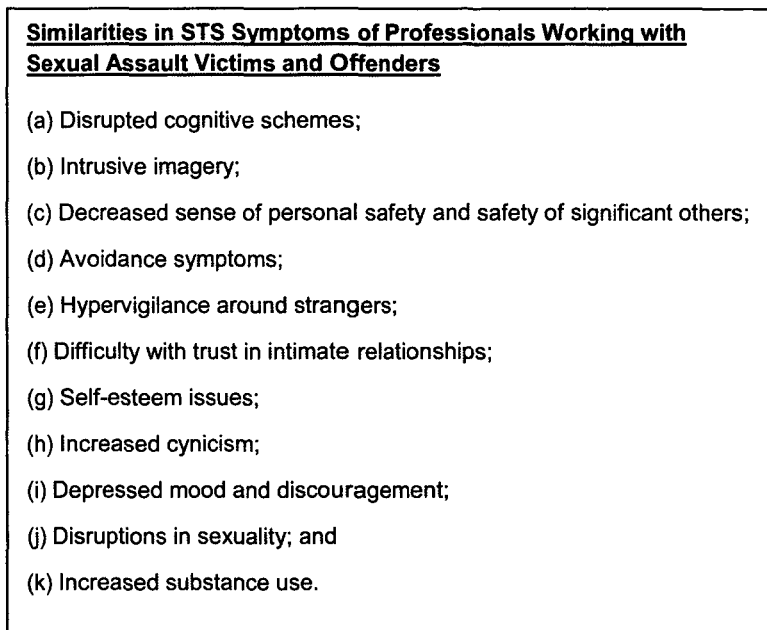 Similarities in STS Symptoms of Professionals Working with
Sexual Assault Victims and Offenders
(a) Disrupted cognitive schemes;
(b) Intrusive imagery;
(c) Decreased sense of personal safety and safety of significant others;
(d) Avoidance symptoms;
(e) Hypervigilance around strangers;
(f) Difficulty with trust in intimate relationships;
(g) Self-esteem issues;
(h) Increased cynicism;
(i) Depressed mood and discouragement;
(j) Disruptions in sexuality; and
(k) Increased substance use.